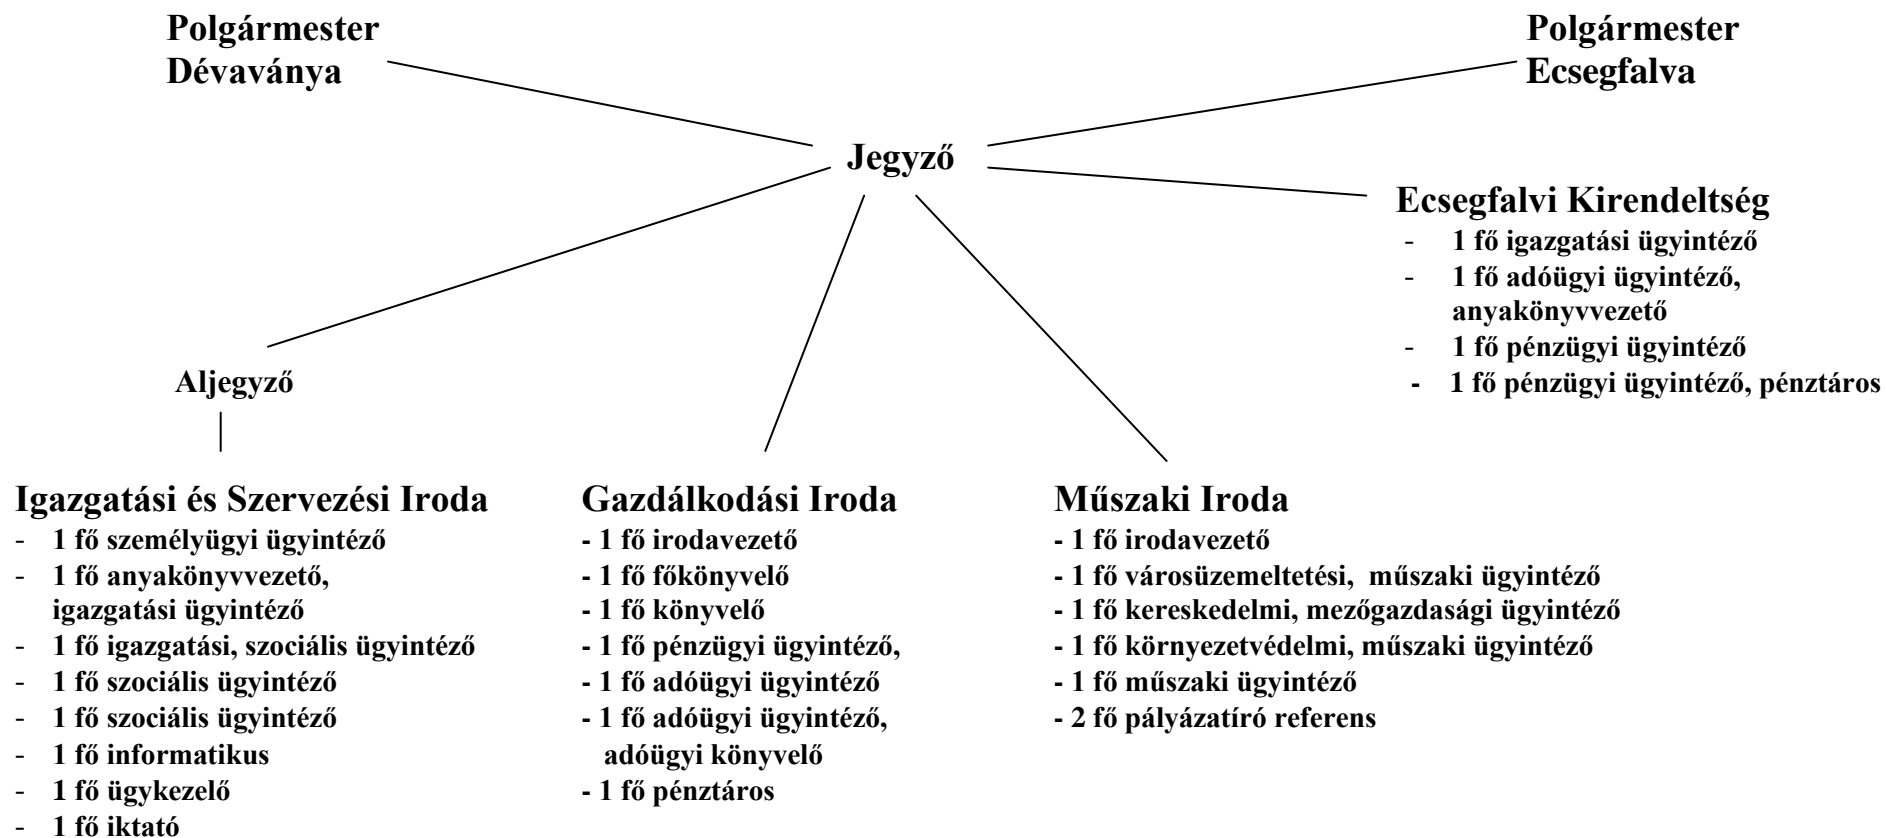 Polgármester
Dévaványa
Polgármester
Ecsegfalva
Jegyző
Ecsegfalvi Kirendeltség
- 1 fő igazgatási ügyintéző
- 1 fő adóügyi ügyintéző,
anyakönyvvezető
- 1 fő pénzügyi ügyintéző
- 1 fő pénzügyi ügyintéző, pénztáros
Aljegyző
Igazgatási és Szervezési Iroda
- 1 fő személyügyi ügyintéző
- 1 fő anyakönyvvezető,
igazgatási ügyintéző
- 1 fő igazgatási, szociális ügyintéző
- 1 fő szociális ügyintéző
- 1 fő szociális ügyintéző
- 1 fő informatikus
- 1 fő ügykezelő
- 1 fő iktató
Gazdálkodási Iroda
- 1 fő irodavezető
- 1 fő főkönyvelő
- 1 fő könyvelő
- 1 fő pénzügyi ügyintéző,
- 1 fő adóügyi ügyintéző
- 1 fő adóügyi ügyintéző,
adóügyi könyvelő
- 1 fő pénztáros
Műszaki Iroda
- 1 fő irodavezető
- 1 fő városüzemeltetési, műszaki ügyintéző
- 1 fő kereskedelmi, mezőgazdasági ügyintéző
- 1 fő környezetvédelmi, műszaki ügyintéző
- 1 fő műszaki ügyintéző
- 2 fő pályázatíró referens